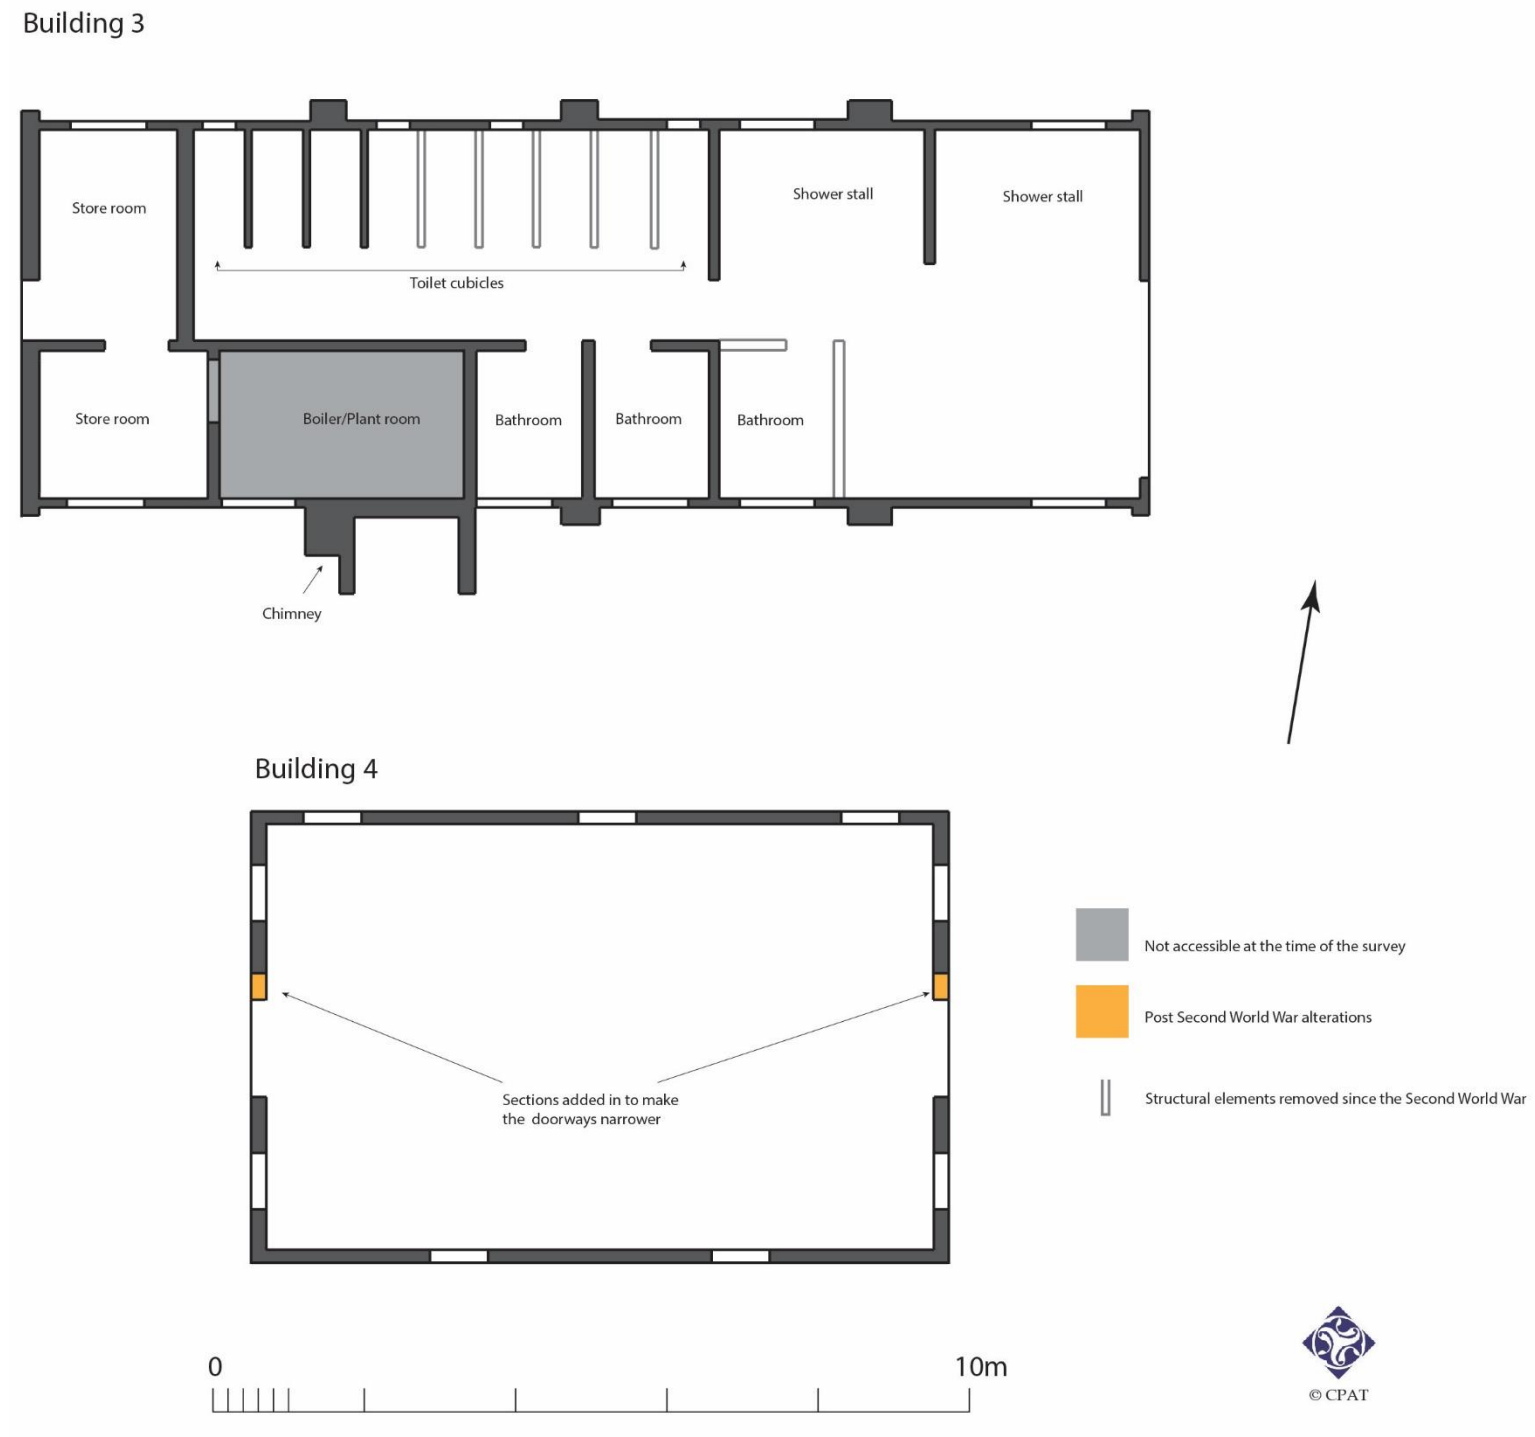 Building 3
Store room
Shower stall
Shower stall
Toilet cubicles
Store room
Boiler/Plant room
Bathroom
Bathroom
Bathroom
Chimney
Building 4
Not accessible at the time of the survey
Post Second World War alterations
Sections added in to make
the doorways narrower
Structural elements removed since the Second World War
0
10m
© CPAT